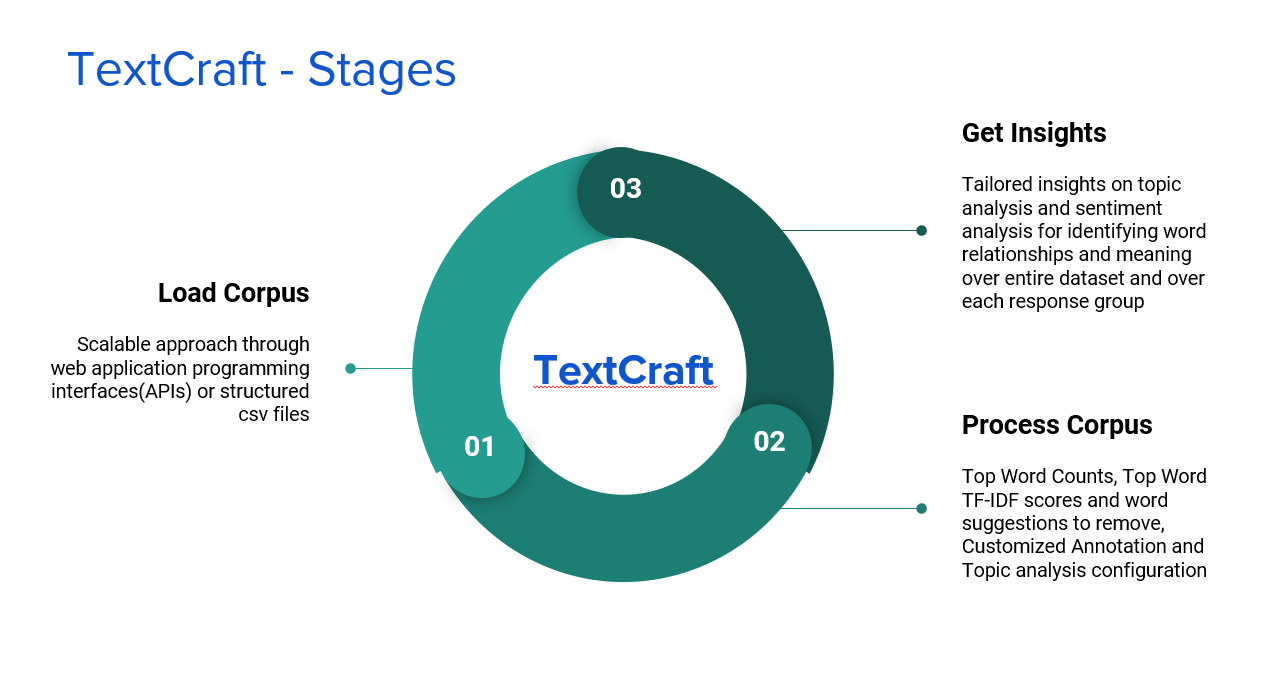 TextCraft - Stages
Load Corpus
Scalable approach through
web application programming
interfaces(APIs) or structured
csv files
01
TextCraft
02
03
Get Insights
Tailored insights on topic
analysis and sentiment
analysis for identifying word
relationships and meaning
over entire dataset and over
each response group
Process Corpus
Top Word Counts, Top Word
TF-IDF scores and word
suggestions to remove,
Customized Annotation and
Topic analysis configuration